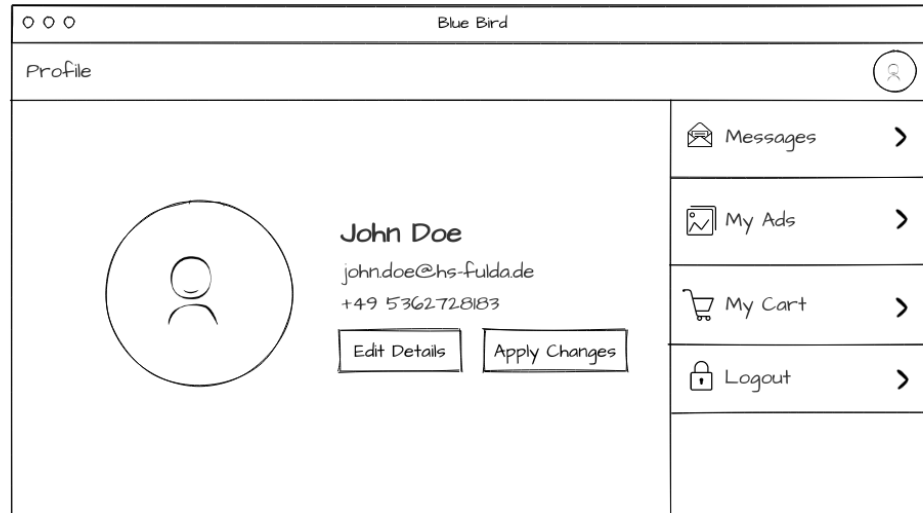 Blue Bird
Profile
John Doe
john.doe@hs-fulda.de
+49 53627728183
Edit Details
Apply Changes
Messages
My Ads
My Cart
Logout